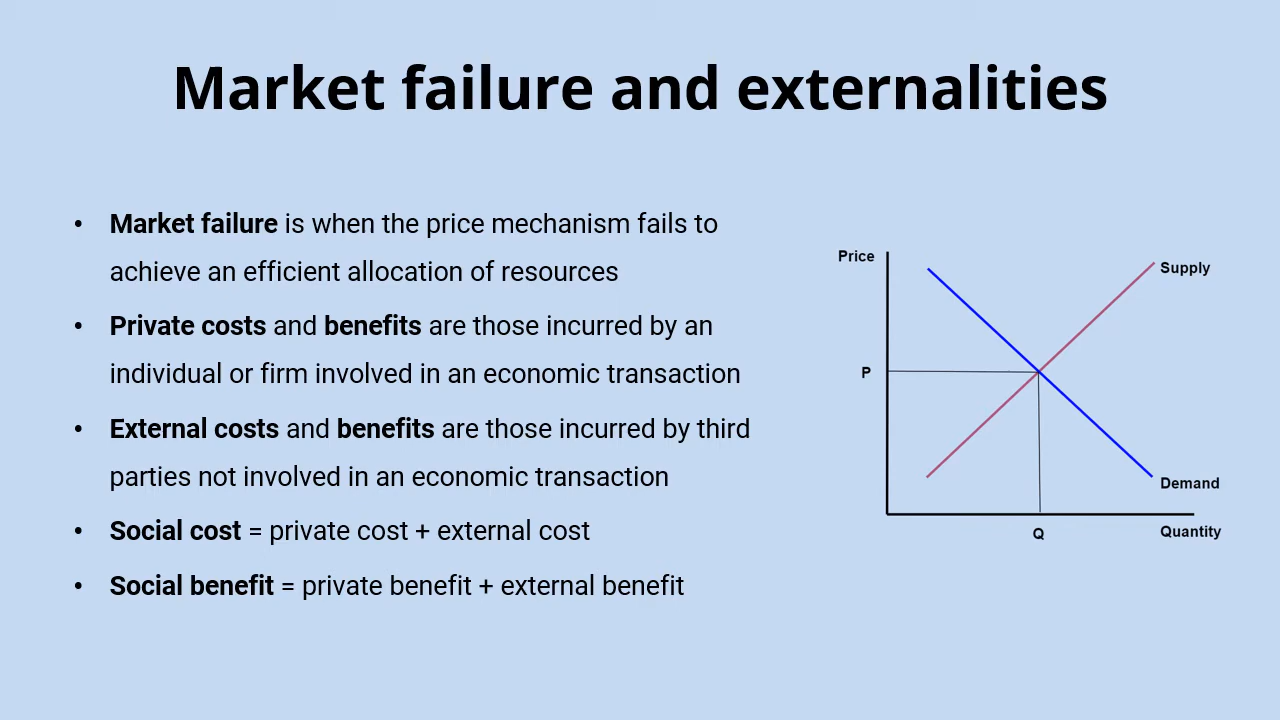 Market failure and externalities
• Market failure is when the price mechanism fails to
achieve an efficient allocation of resources
• Private costs and benefits are those incurred by an
individual or firm involved in an economic transaction
• External costs and benefits are those incurred by third
parties not involved in an economic transaction
• Social cost = private cost + external cost
• Social benefit = private benefit + external benefit
Price
Supply
P
Demand
Q
Quantity